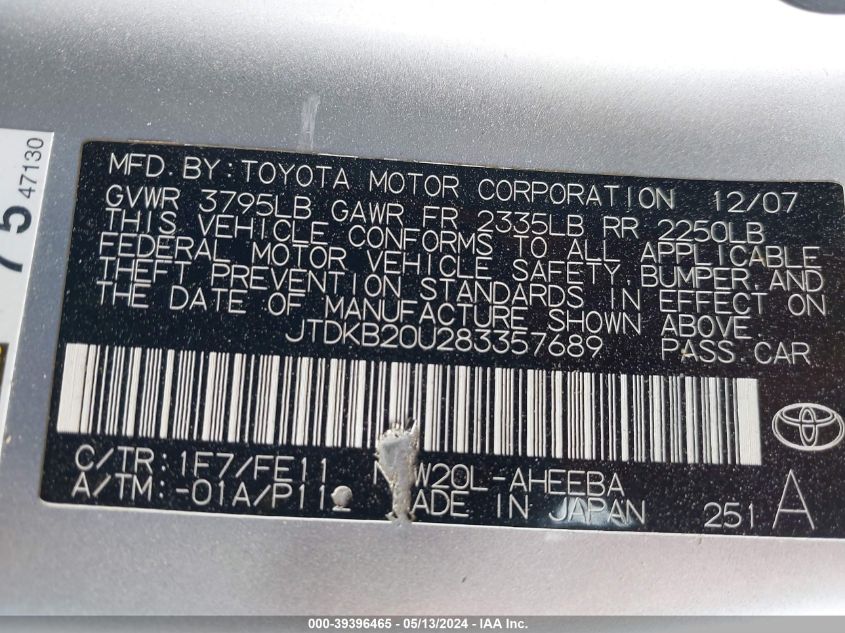 75 47130
MFD. BY: TOYOTA MOTOR CORPORATION 12/07
GVWR 3795LB GAWR FR 2335LB RR 2250LB
THIS VEHICLE CONFORMS TO ALL APPLICABLE
FEDERAL MOTOR VEHICLE SAFETY, BUMPER, AND
THEFT PREVENTION STANDARDS IN EFFECT ON
THE DATE OF MANUFACTURE SHOWN ABOVE.
JTDKB20U283357689 PASS. CAR
C/TR: 1F7/FE11 W20L-AHEEBA
A/TM: -01A/P112 ADE IN JAPAN 251 A
000-39396465 - 05/13/2024 - IAA Inc.